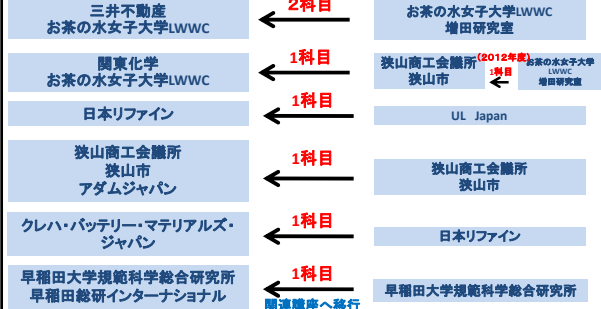 三井不動産
お茶の水女子大学LWWC
2科目
お茶の水女子大学LWWC
増田研究室
関東化学
お茶の水女子大学LWWC
1科目
狭山商工会議所
狭山市
(2012年度)
1科目
お茶の水女子大学
LWWC
増田研究室
日本リファイン
1科目
UL Japan
狭山商工会議所
狭山市
アダムジャパン
1科目
狭山商工会議所
狭山市
クレハ・バッテリー・マテリアルズ・
ジャパン
1科目
日本リファイン
早稲田大学規範科学総合研究所
早稲田総研インターナショナル
1科目
関連講座へ移行
早稲田大学規範科学総合研究所